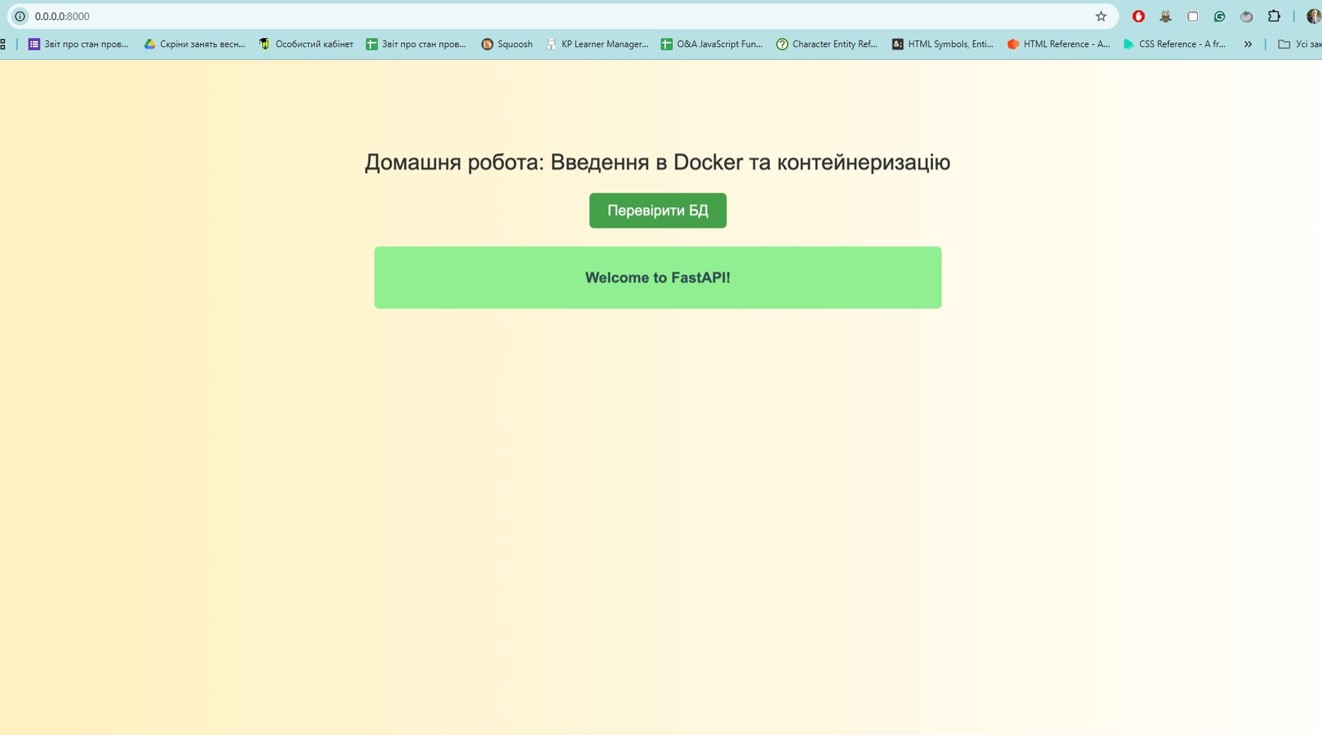 0.0.0.0:8000
Звіт про стан пров... Скріни занять весн... Особистий кабінет Звіт про стан пров... Squoosh KP Learner Manager... O&A JavaScript Fun... Character Entity Ref... HTML Symbols, Enti... HTML Reference - A... CSS Reference - A fr... » Усі зак
Домашня робота: Введення в Docker та контейнеризацію
Перевірити БД
Welcome to FastAPI!